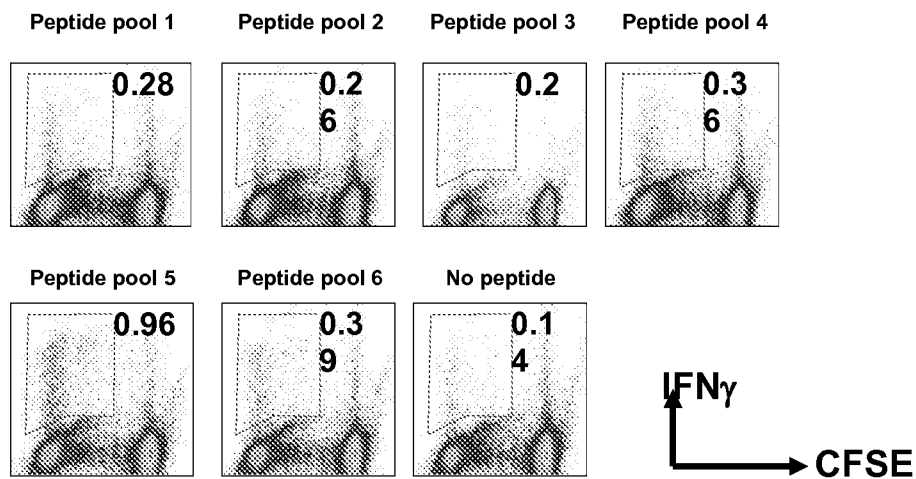 Peptide pool 1
Peptide pool 2
Peptide pool 3
Peptide pool 4
0.28
0.2
6
0.2
0.3
6
Peptide pool 5
Peptide pool 6
No peptide
0.96
0.3
9
0.1
4
IFNγ
CFSE